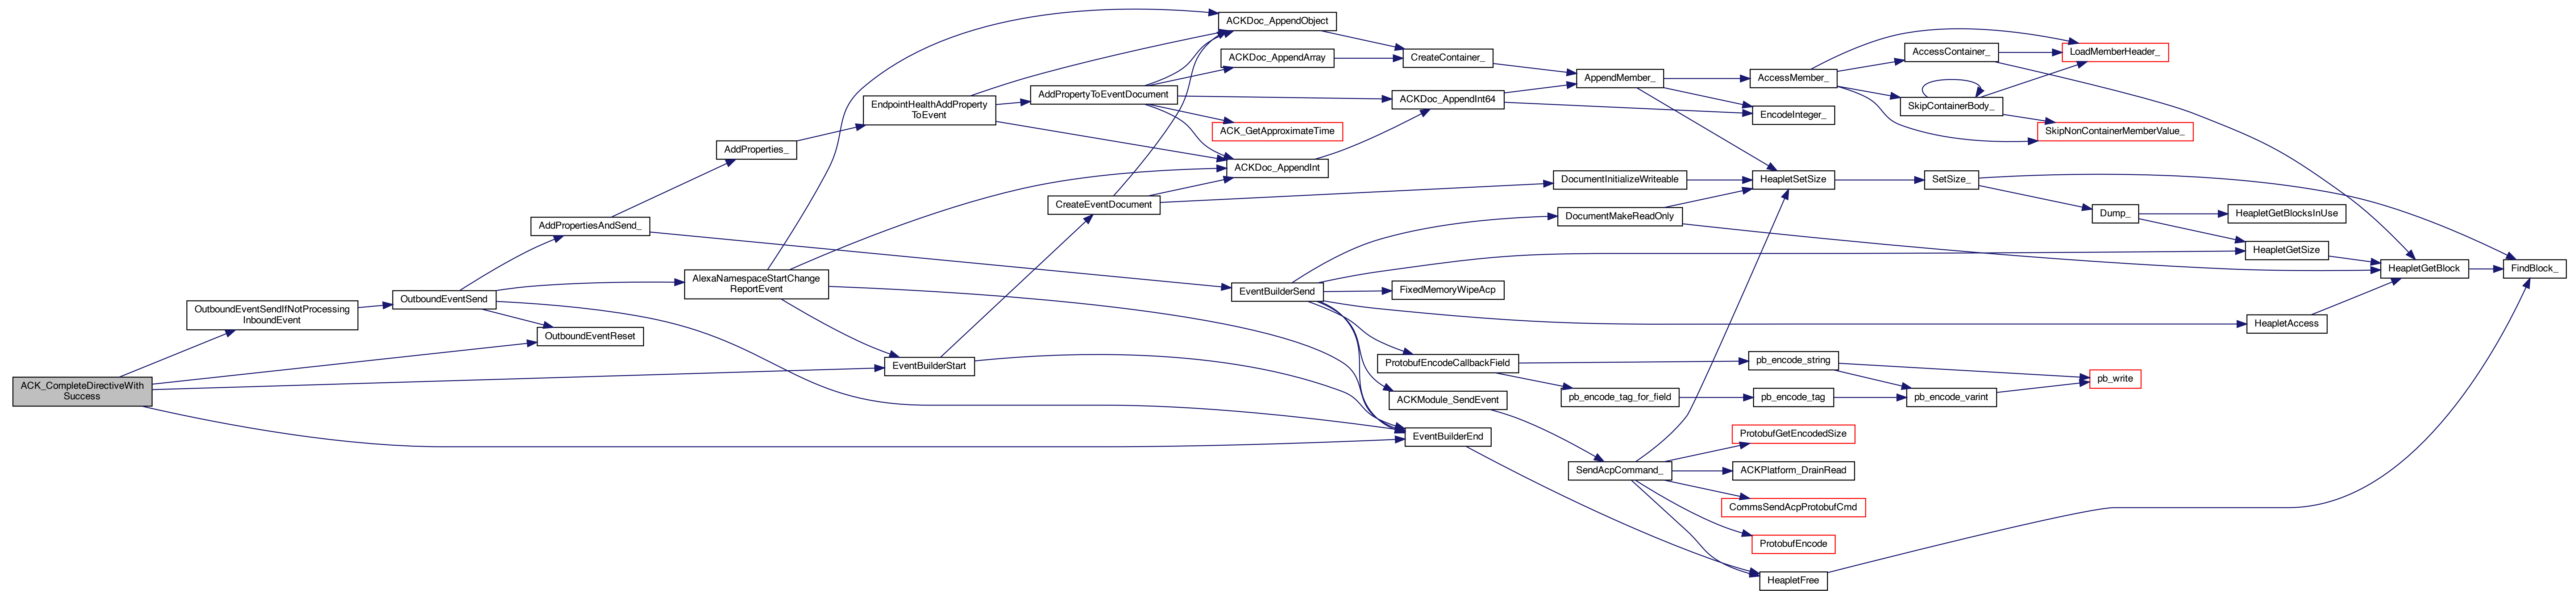 ACK_CompleteDirectiveWith
Success
OutboundEventSendIfNotProcessing
InboundEvent
OutboundEventSend
OutboundEventReset
AddPropertiesAndSend_
AlexaNamespaceStartChange
ReportEvent
AddProperties_
EndpointHealthAddProperty
ToEvent
EventBuilderStart
AddPropertyToEventDocument
CreateEventDocument
ACKDoc_AppendObject
ACKDoc_AppendArray
ACK_GetApproximateTime
ACKDoc_AppendInt
EventBuilderSend
CreateContainer_
ACKDoc_AppendInt64
FixedMemoryWipeAcp
ProtobufEncodeCallbackField
ACKModule_SendEvent
EventBuilderEnd
AppendMember_
DocumentInitializeWriteable
DocumentMakeReadOnly
pb_encode_tag_for_field
SendAcpCommand_
AccessMember_
EncodeInteger_
HeapletSetSize
pb_encode_string
pb_encode_tag
ProtobufGetEncodedSize
ACKPlatform_DrainRead
CommsSendAcpProtobufCmd
ProtobufEncode
HeapletFree
AccessContainer_
SkipContainerBody_
SetSize_
pb_encode_varint
LoadMemberHeader_
SkipNonContainerMemberValue_
Dump_
pb_write
HeapletGetBlocksInUse
HeapletGetSize
HeapletAccess
HeapletGetBlock
FindBlock_